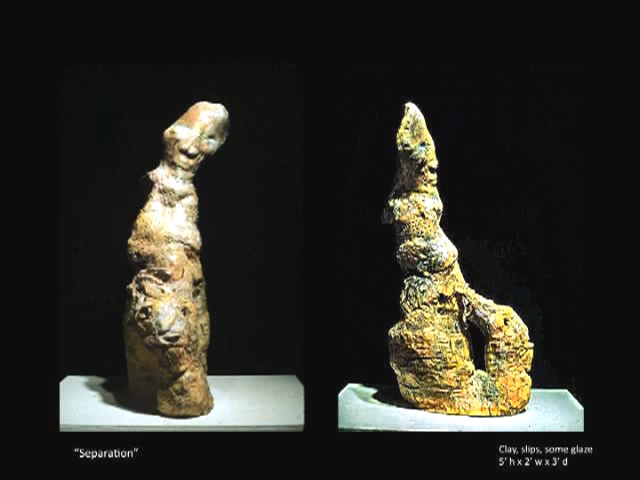 "Separation"
Clay, slips, some glaze
5' h x 2' w x 3' d